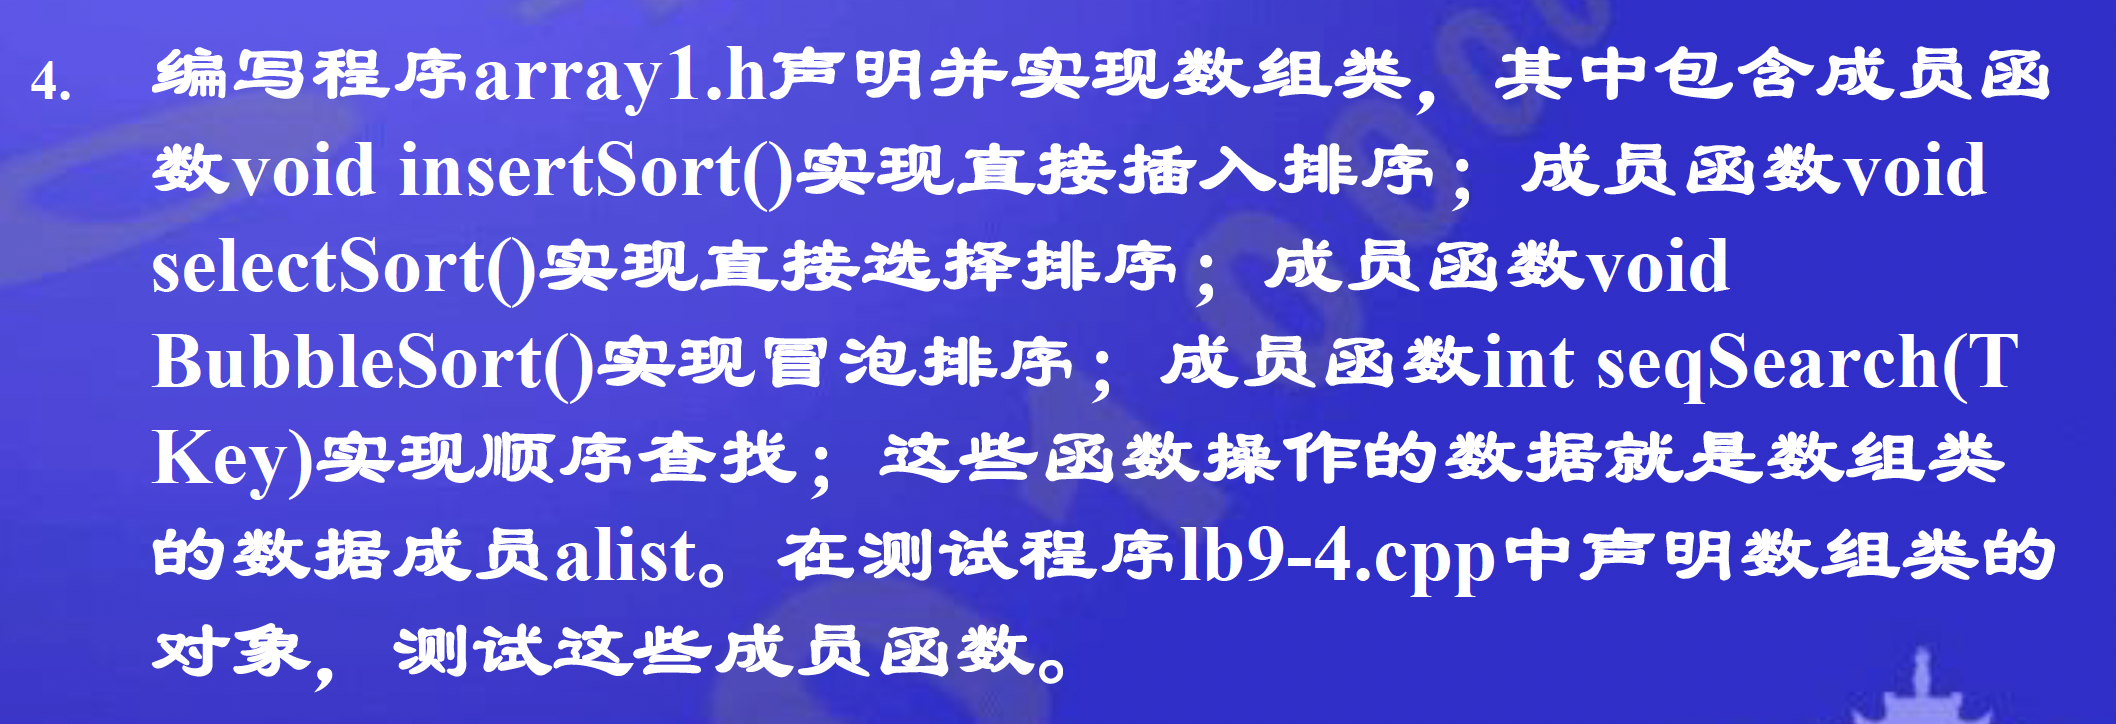 4. 编写程序array1.h声明并实现数组类，其中包含成员函
数void insertSort()实现直接插入排序；成员函数void
selectSort()实现直接选择排序；成员函数void
BubbleSort()实现冒泡排序；成员函数int seqSearch(T
Key)实现顺序查找；这些函数操作的数据就是数组类
的数据成员alist。在测试程序lb9-4.cpp中声明数组类的
对象，测试这些成员函数。